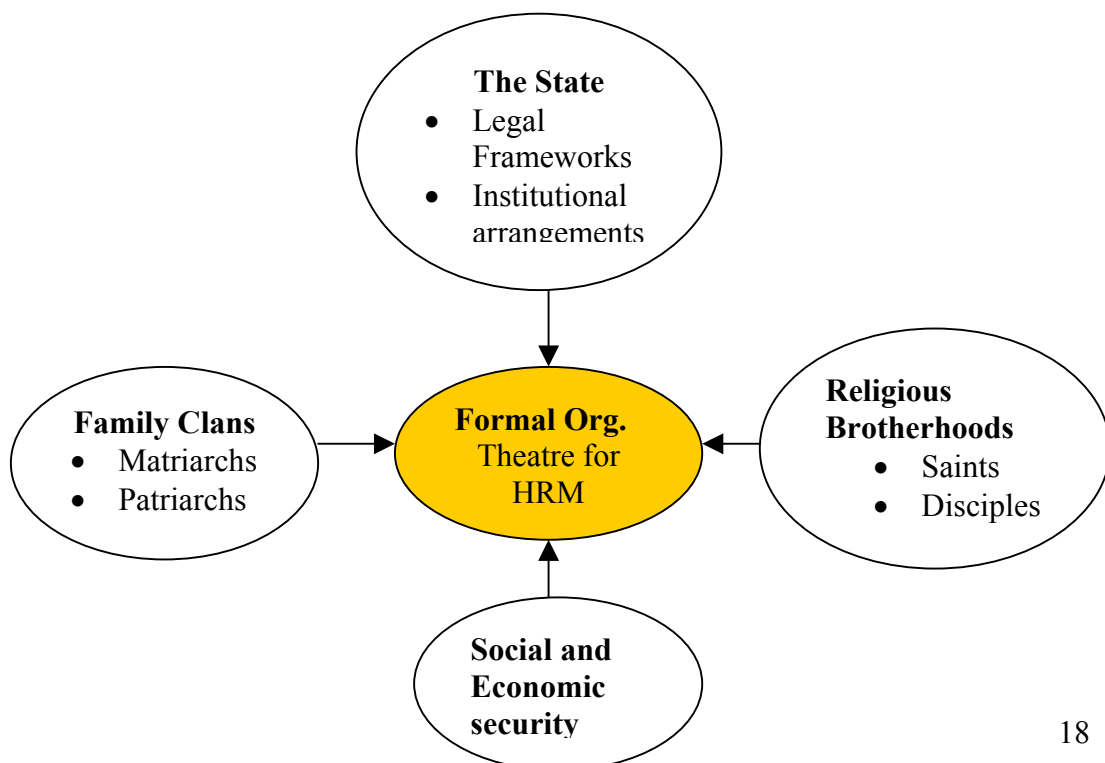 The State
• Legal
Frameworks
• Institutional
arrangements
Family Clans
• Matriarchs
• Patriarchs
Formal Org.
Theatre for
HRM
Religious
Brotherhoods
• Saints
• Disciples
Social and
Economic
security
18